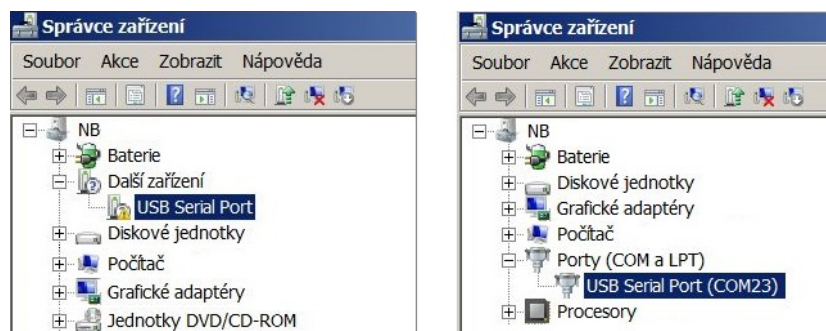 Správce zařízení
Soubor Akce Zobrazit Nápověda
NB
Baterie
Další zařízení
USB Serial Port
Diskové jednotky
Počítač
Grafické adaptéry
Jednotky DVD/CD-ROM
Správce zařízení
Soubor Akce Zobrazit Nápověda
NB
Baterie
Diskové jednotky
Grafické adaptéry
Počítač
Porty (COM a LPT)
USB Serial Port (COM23)
Procesory